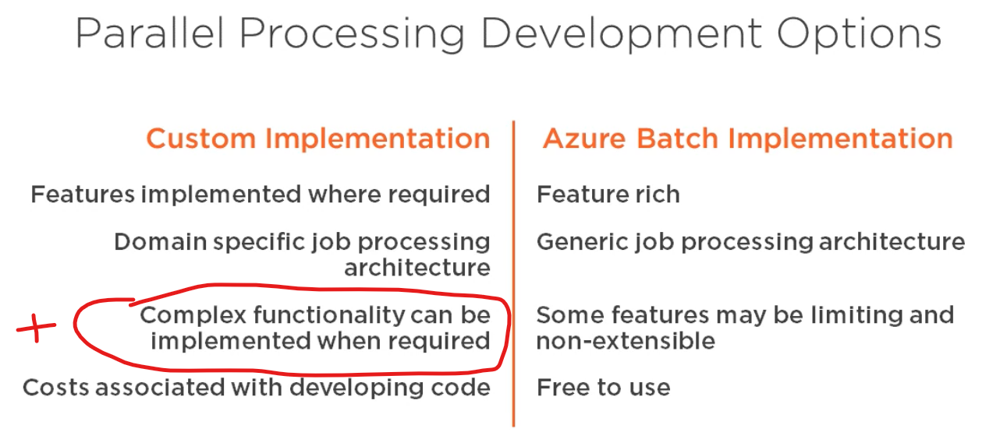 Parallel Processing Development Options
Custom Implementation
Features implemented where required
Domain specific job processing
architecture
+
Complex functionality can be
implemented when required
Costs associated with developing code
Azure Batch Implementation
Feature rich
Generic job processing architecture
Some features may be limiting and
non-extensible
Free to use